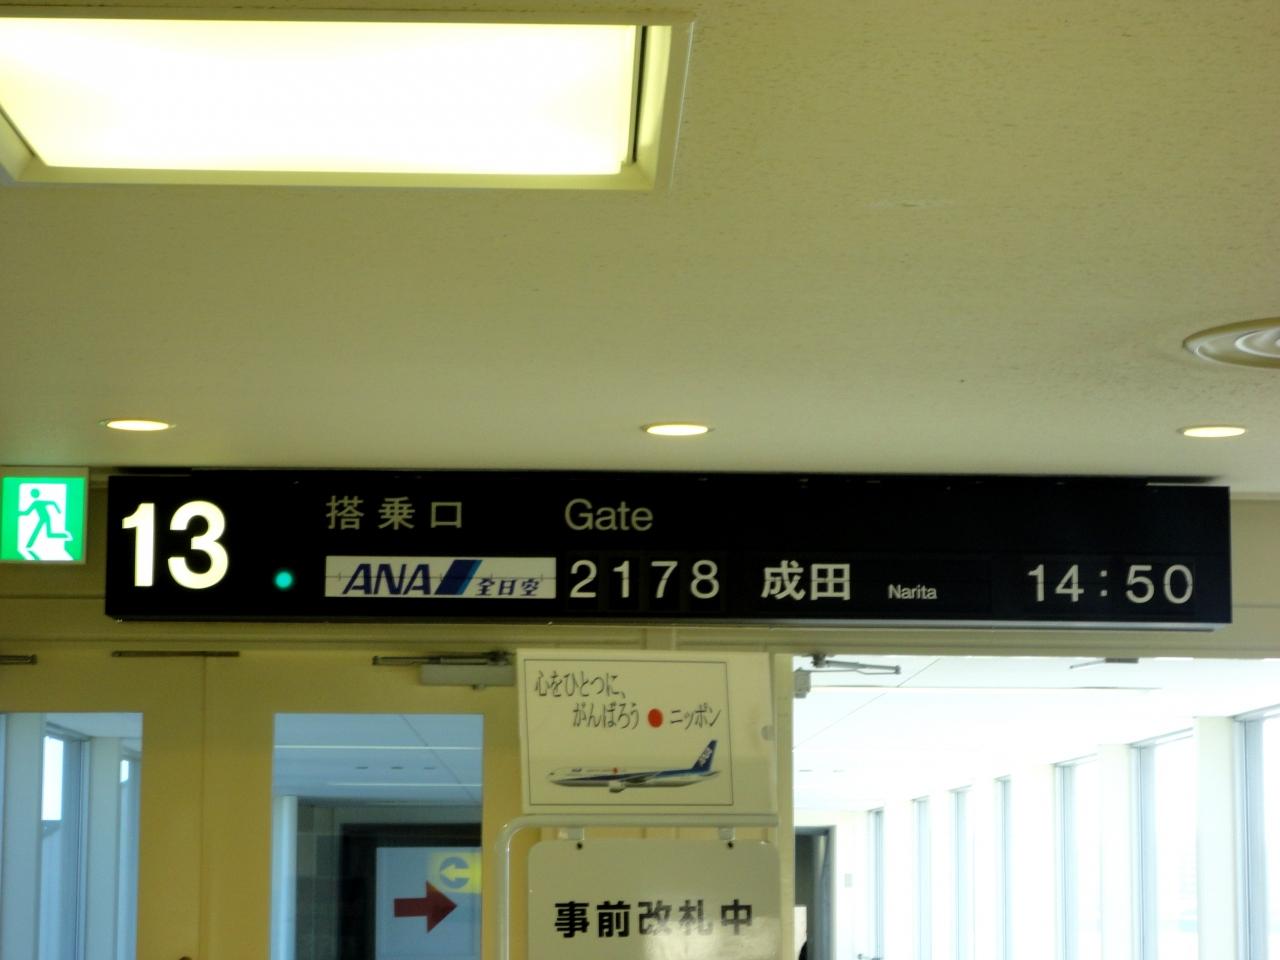 13 搭乗口 Gate
ANA 全日空 2178 成田 Narita 14:50
心をひとつに、
がんばろう ニッポン
ANA
事前改札中